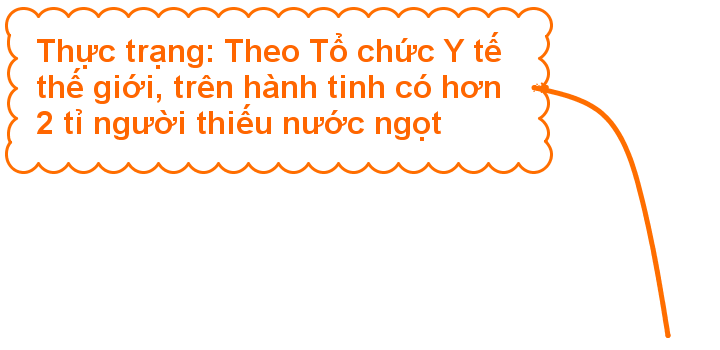 Thực trạng: Theo Tổ chức Y tế
thế giới, trên hành tinh có hơn
2 tỉ người thiếu nước ngọt